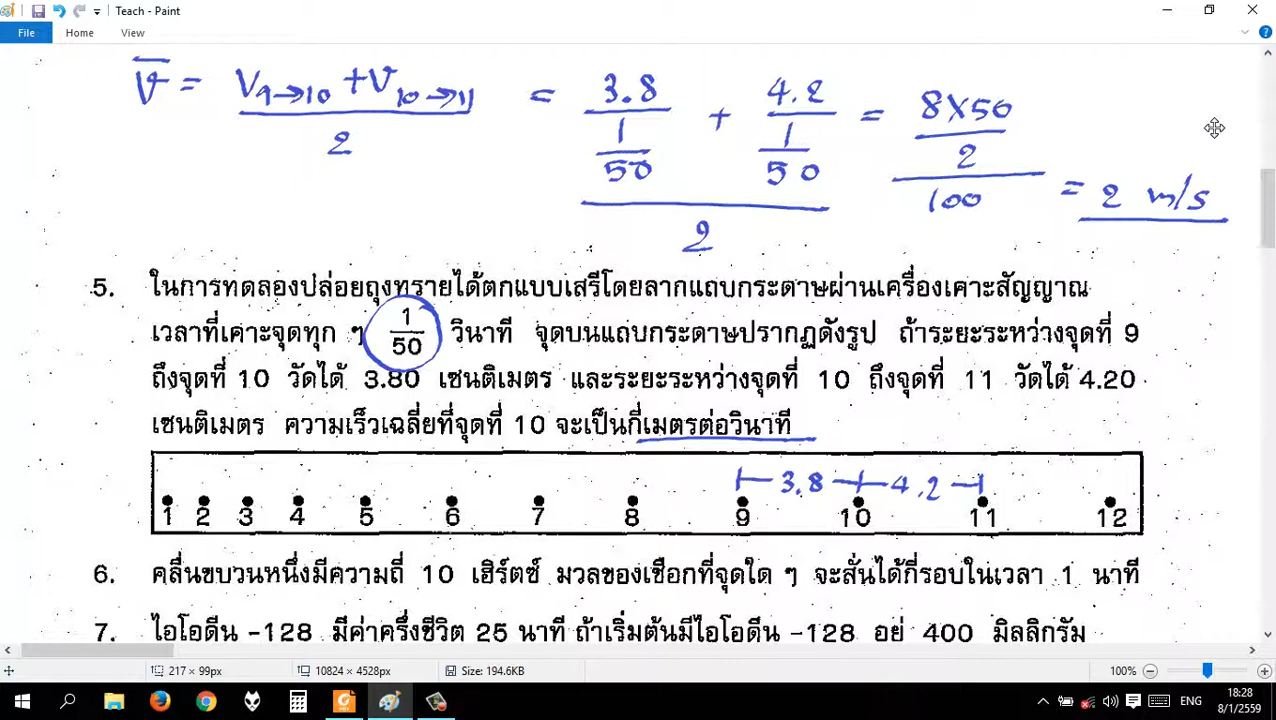 Teach - Paint
File Home View
V̄ = V9→10 + V10→11 / 2 = 3.8 / (1/50) + 4.2 / (1/50) / 2 = 8×50 / 2 / 100 = 2 m/s
5. ในการทดลองปล่อยถุงทรายได้ตกแบบเสรีโดยลากแถบกระดาษผ่านเครื่องเคาะสัญญาณ
เวลาที่เคาะจุดทุก ๆ 1/50 วินาที จุดบนแถบกระดาษปรากฏดังรูป ถ้าระยะระหว่างจุดที่ 9
ถึงจุดที่ 10 วัดได้ 3.80 เซนติเมตร และระยะระหว่างจุดที่ 10 ถึงจุดที่ 11 วัดได้ 4.20
เซนติเมตร ความเร็วเฉลี่ยที่จุดที่ 10 จะเป็นกี่เมตรต่อวินาที
3.8 4.2
1 2 3 4 5 6 7 8 9 10 11 12
6. คลื่นขบวนหนึ่งมีความถี่ 10 เฮิร์ตซ์ มวลของเชือกที่จุดใด ๆ จะสั่นได้กี่รอบในเวลา 1 นาที
7. ไอโอดีน -128 มีค่าครึ่งชีวิต 25 นาที ถ้าเริ่มต้นมีไอโอดีน -128 อยู่ 400 มิลลิกรัม
217 × 99px 10824 × 4528px Size: 194.6KB 100%
ENG 18:28
8/1/2559